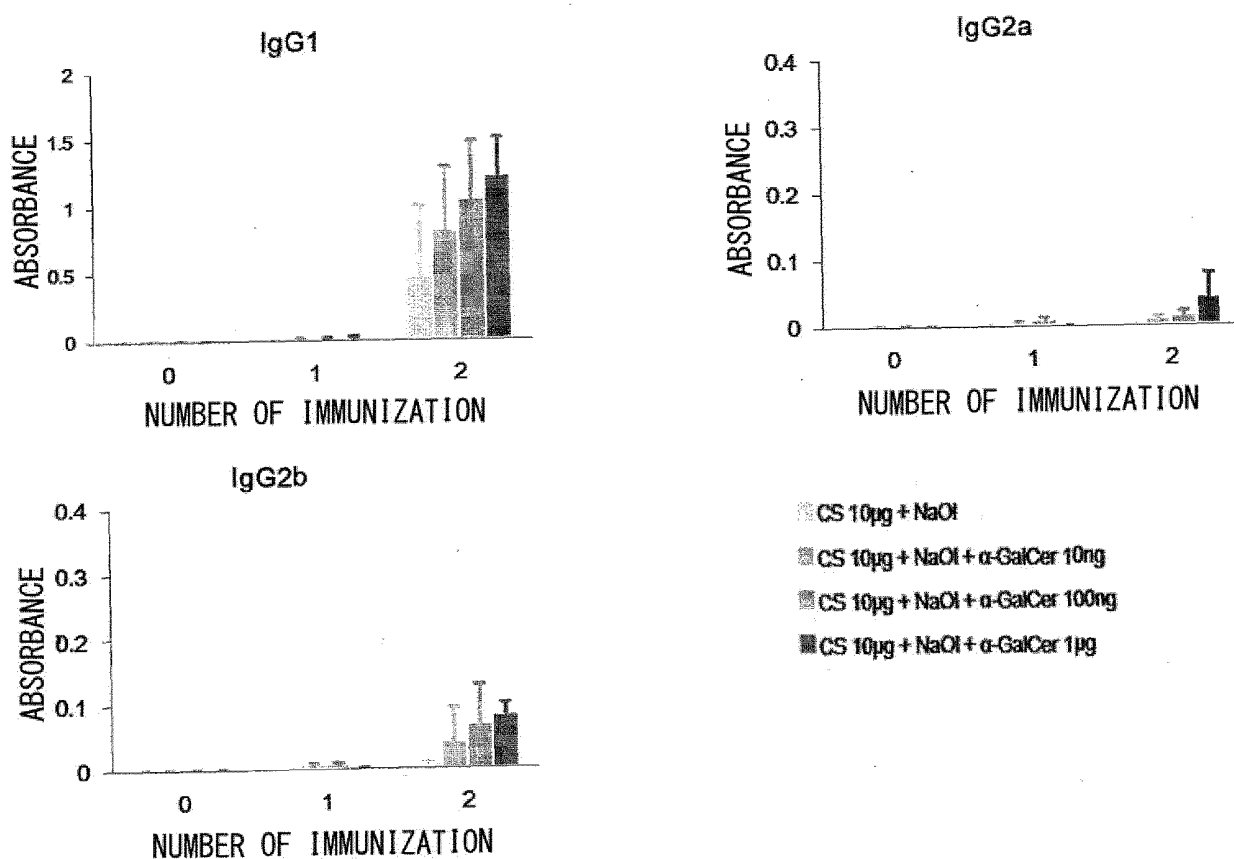 IgG1
ABSORBANCE
2
1.5
1
0.5
0
0
1
2
NUMBER OF IMMUNIZATION
IgG2a
ABSORBANCE
0.4
0.3
0.2
0.1
0
0
1
2
NUMBER OF IMMUNIZATION
IgG2b
ABSORBANCE
0.4
0.3
0.2
0.1
0
0
1
2
NUMBER OF IMMUNIZATION
CS 10µg + NaOl
CS 10µg + NaOl + α-GalCer 10ng
CS 10µg + NaOl + α-GalCer 100ng
CS 10µg + NaOl + α-GalCer 1µg